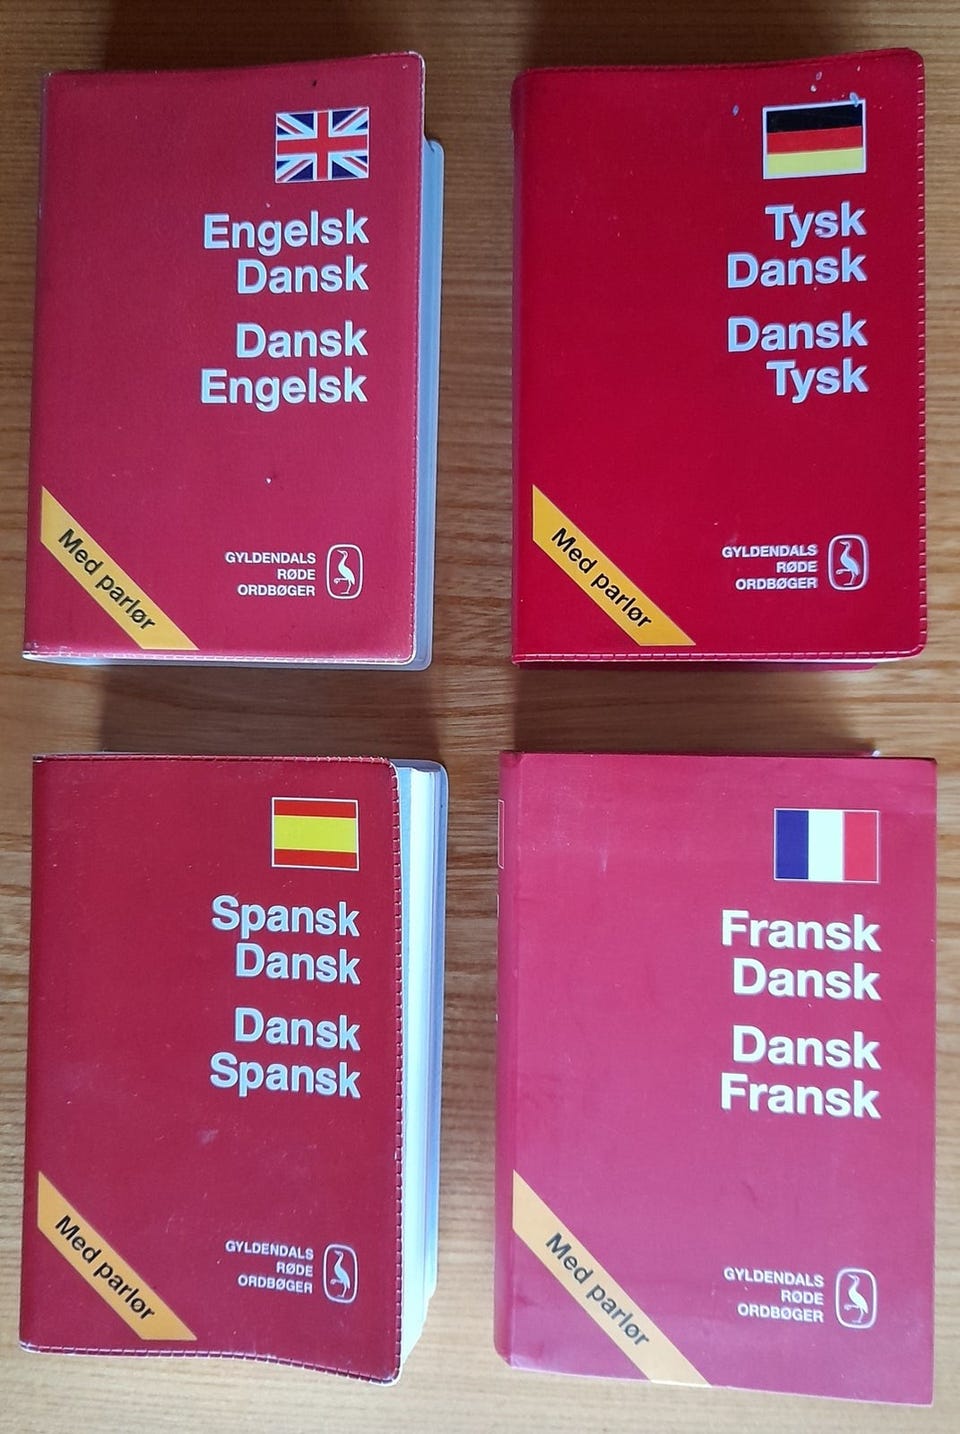 Engelsk
Dansk
Dansk
Engelsk
Med parlør
GYLDENDALS
RØDE
ORDBØGER
Tysk
Dansk
Dansk
Tysk
Med parlør
GYLDENDALS
RØDE
ORDBØGER
Spansk
Dansk
Dansk
Spansk
Med parlør
GYLDENDALS
RØDE
ORDBØGER
Fransk
Dansk
Dansk
Fransk
Med parlør
GYLDENDALS
RØDE
ORDBØGER